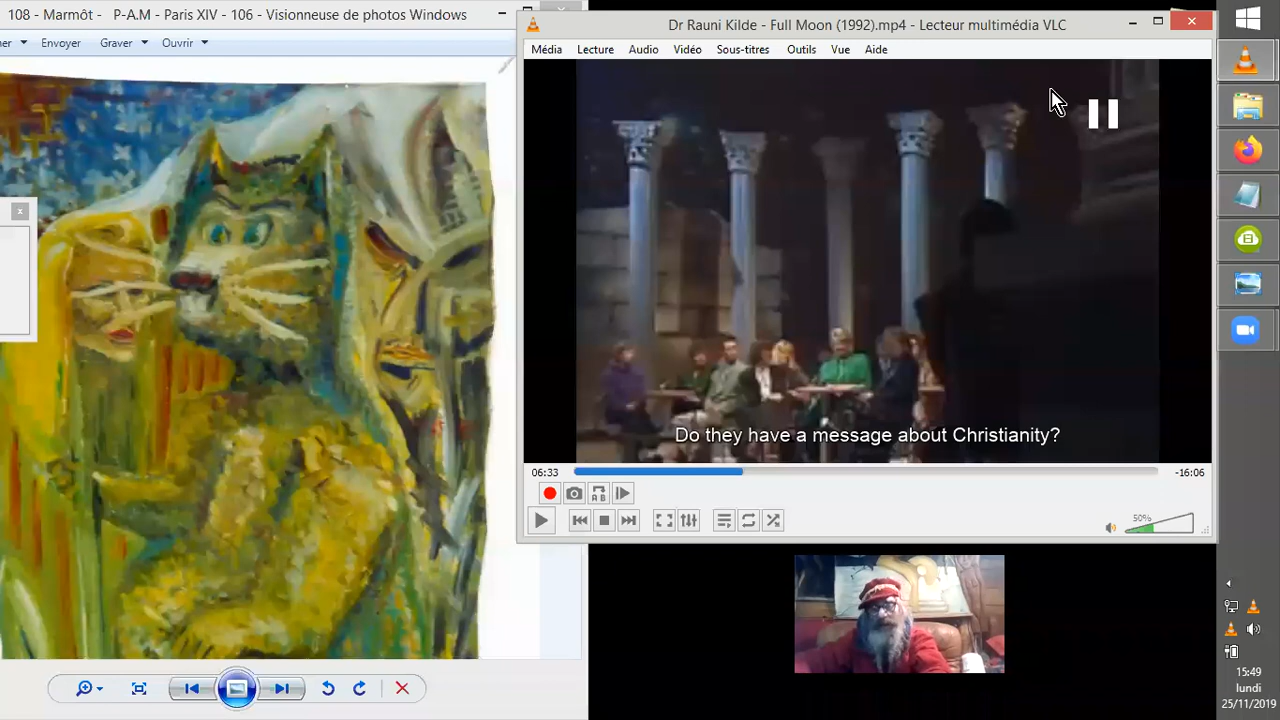 108 - Marmôt - P-A.M - Paris XIV - 106 - Visionneuse de photos Windows
Envoyer Graver Ouvrir
Dr Rauni Kilde - Full Moon (1992).mp4 - Lecteur multimédia VLC
Média Lecture Audio Vidéo Sous-titres Outils Vue Aide
Do they have a message about Christianity?
06:33 -16:06
50%
15:49
lundi
25/11/2019